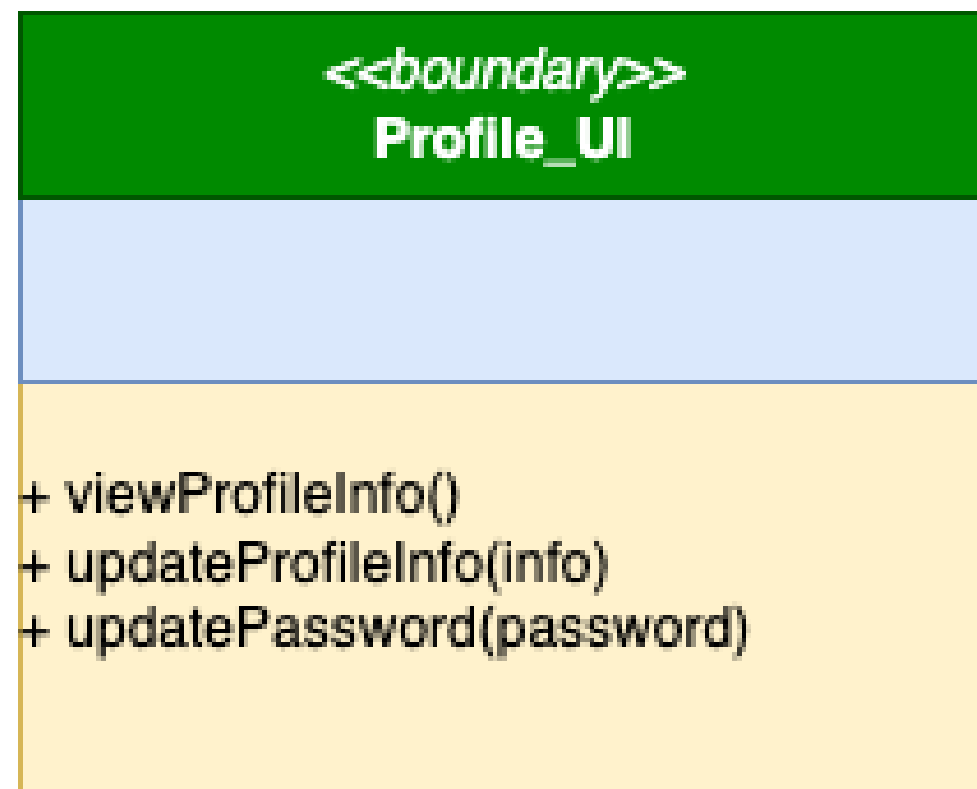 <<boundary>>
Profile_UI
+ viewProfileInfo()
+ updateProfileInfo(info)
+ updatePassword(password)